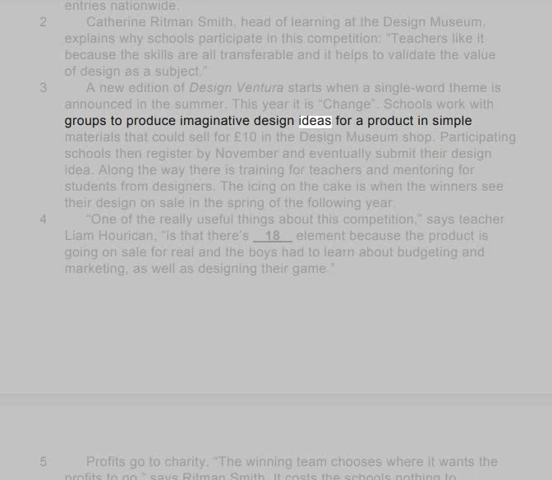 entries nationwide.
2 Catherine Ritman Smith, head of learning at the Design Museum,
explains why schools participate in this competition: “Teachers like it
because the skills are all transferable and it helps to validate the value
of design as a subject.”
3 A new edition of Design Ventura starts when a single-word theme is
announced in the summer. This year it is “Change”. Schools work with
groups to produce imaginative design ideas for a product in simple
materials that could sell for £10 in the Design Museum shop. Participating
schools then register by November and eventually submit their design
idea. Along the way there is training for teachers and mentoring for
students from designers. The icing on the cake is when the winners see
their design on sale in the spring of the following year.
4 “One of the really useful things about this competition,” says teacher
Liam Hourican, “is that there’s 18 element because the product is
going on sale for real and the boys had to learn about budgeting and
marketing, as well as designing their game.”
5 Profits go to charity. “The winning team chooses where it wants the
profits to go,” says Ritman Smith. It costs the schools nothing to